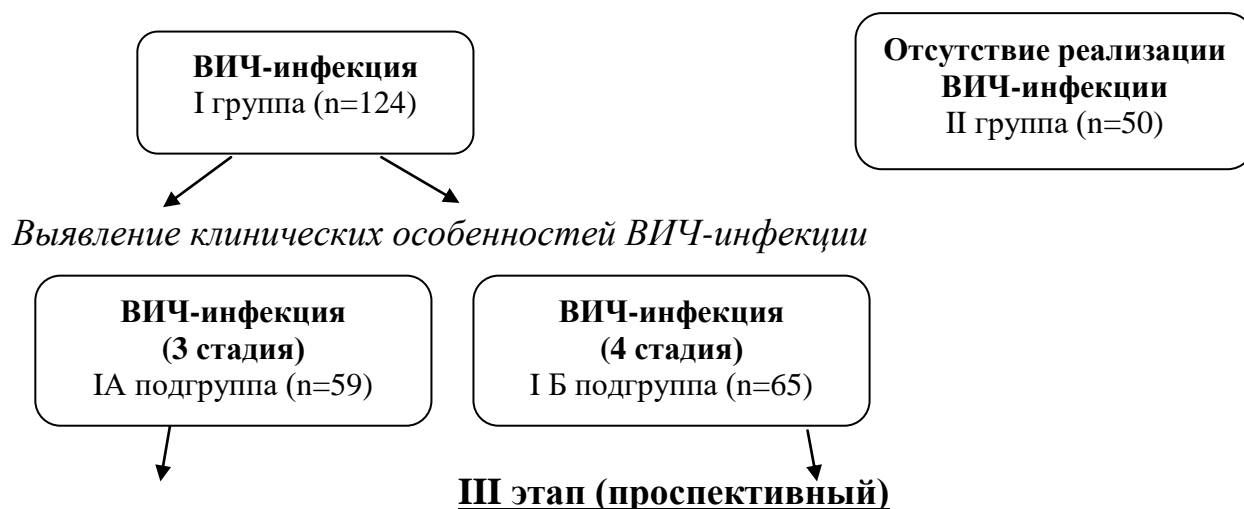 ВИЧ-инфекция
I группа (n=124)
Отсутствие реализации
ВИЧ-инфекции
II группа (n=50)
Выявление клинических особенностей ВИЧ-инфекции
ВИЧ-инфекция
(3 стадия)
IА подгруппа (n=59)
ВИЧ-инфекция
(4 стадия)
I Б подгруппа (n=65)
III этап (проспективный)